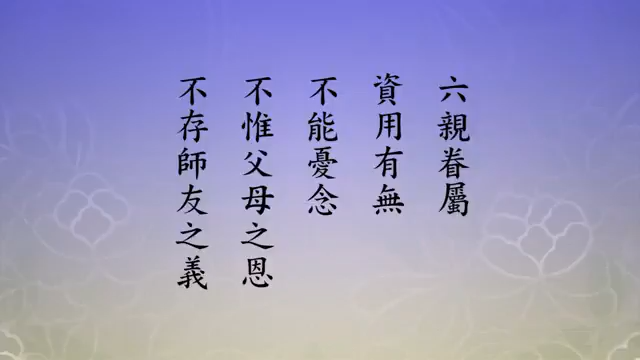 六親眷屬
資用有無
不能憂念
不惟父母之恩
不存師友之義